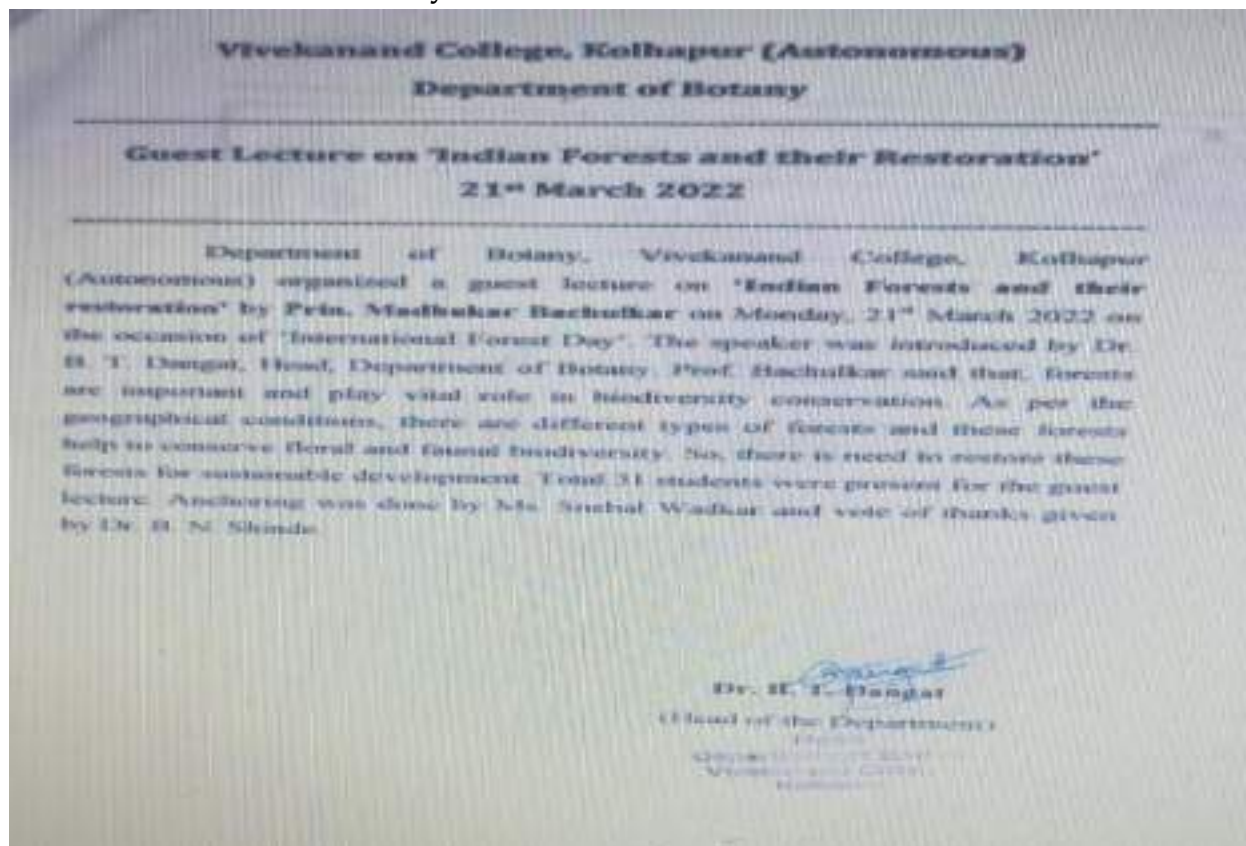 Vivekanand College, Kolhapur (Autonomous)
Department of Botany
Guest Lecture on 'Indian Forests and their Restoration'
21st March 2022
Department of Botany, Vivekanand College, Kolhapur
(Autonomous) organised a guest lecture on 'Indian Forests and their
restoration' by Prin. Madhukar Bachulkar on Monday, 21st March 2022 on
the occasion of 'International Forest Day'. The speaker was introduced by Dr.
B. T. Dangat, Head, Department of Botany. Prof. Bachulkar said that, forests
are important and play vital role in biodiversity conservation. As per the
geographical conditions, there are different types of forests and these forests
help to conserve floral and faunal biodiversity. So, there is need to restore these
forests for sustainable development. Total 31 students were present for the guest
lecture. Anchoring was done by Ms. Snehal Wadkar and vote of thanks given
by Dr. B. N. Shinde
Dr. B. T. Dangat
(Head of the Department)